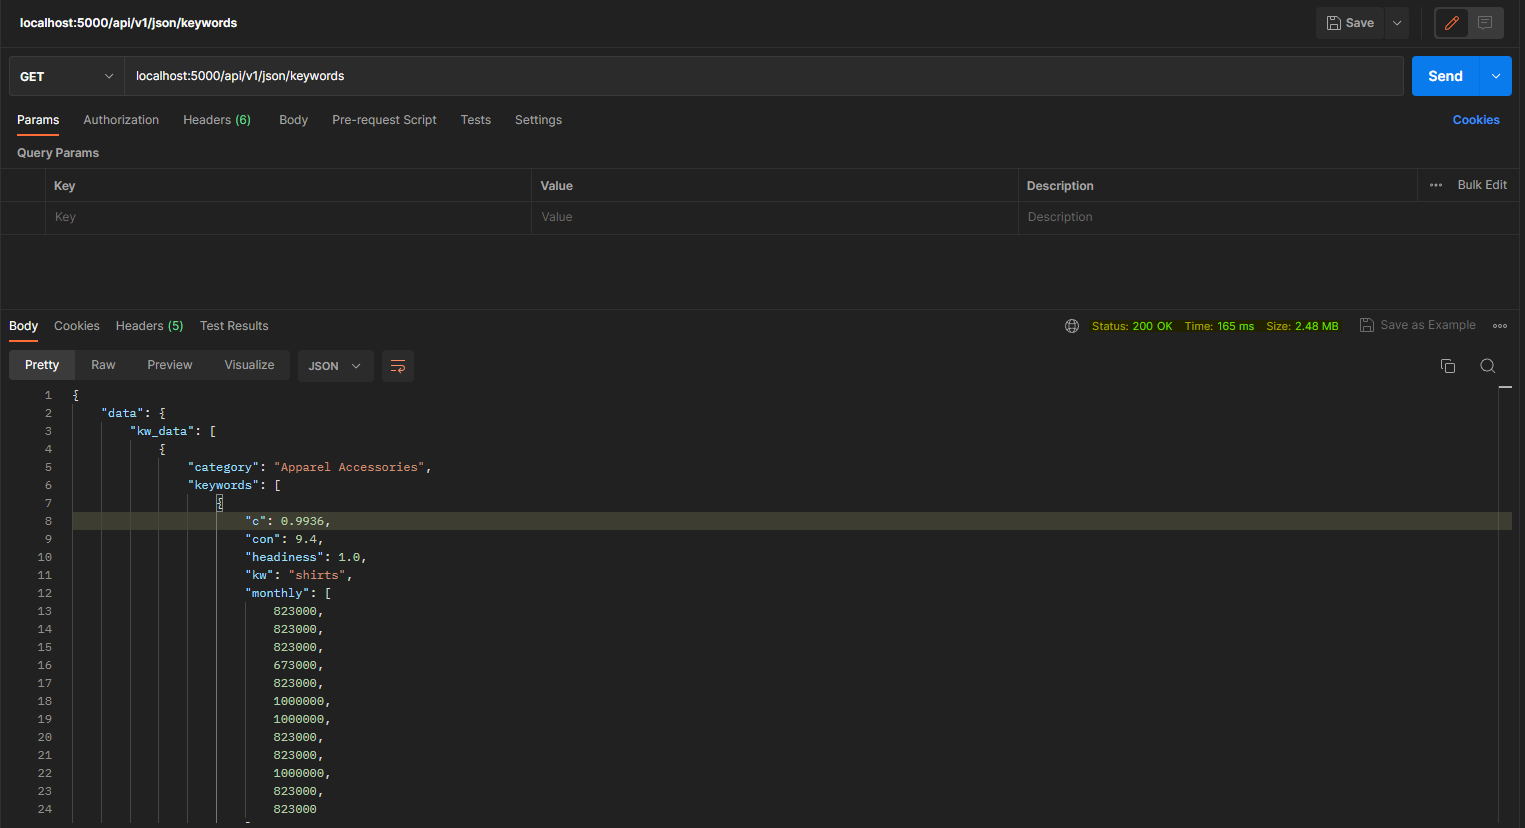 localhost:5000/api/v1/json/keywords
Save
GET localhost:5000/api/v1/json/keywords Send
Params Authorization Headers (6) Body Pre-request Script Tests Settings Cookies
Query Params
Key Value Description Bulk Edit
Key Value Description
Body Cookies Headers (5) Test Results Status: 200 OK Time: 165 ms Size: 2.48 MB Save as Example
Pretty Raw Preview Visualize JSON
1 {
2 "data": {
3 "kw_data": [
4 {
5 "category": "Apparel Accessories",
6 "keywords": [
7 {
8 "c": 0.9936,
9 "con": 9.4,
10 "headiness": 1.0,
11 "kw": "shirts",
12 "monthly": [
13 823000,
14 823000,
15 823000,
16 673000,
17 823000,
18 1000000,
19 1000000,
20 823000,
21 823000,
22 1000000,
23 823000,
24 823000